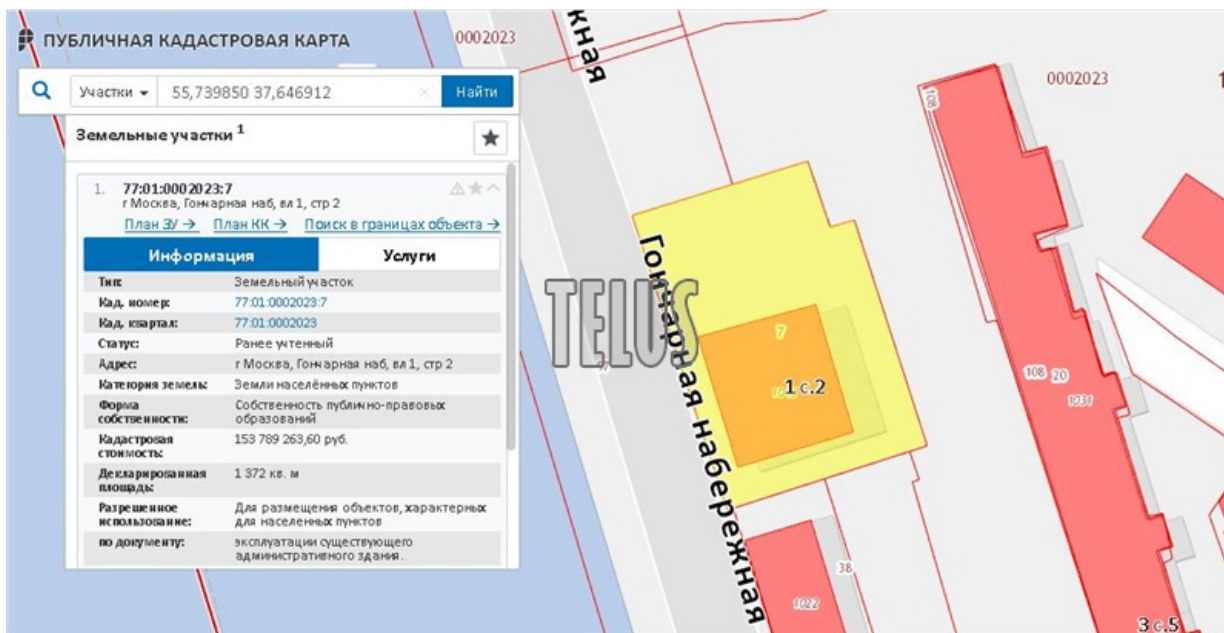 ПУБЛИЧНАЯ КАДАСТРОВАЯ КАРТА
Участки
55,739850 37,646912
×
Найти
Земельные участки 1
1. 77:01:0002023:7
г Москва, Гончарная наб, вл 1, стр 2
План ЗУ →
План КК →
Поиск в границах объекта →
Информация
Услуги
Тип: Земельный участок
Кад. номер: 77:01:0002023:7
Кад. квартал: 77:01:0002023
Статус: Ранее учтенный
Адрес: г Москва, Гончарная наб, вл 1, стр 2
Категория земель: Земли населённых пунктов
Форма собственности: Собственность публично-правовых
образований
Кадастровая стоимость: 153 789 263,60 руб.
Декларированная площадь: 1 372 кв. м
Разрешенное использование: Для размещения объектов, характерных
для населенных пунктов
по документу: эксплуатации существующего
административного здания.
0002023
жная
0002023
1
108
Гончарная набережная
TELUS
97
7
1 с.2
108
20
1031
38
1022
3 с.5